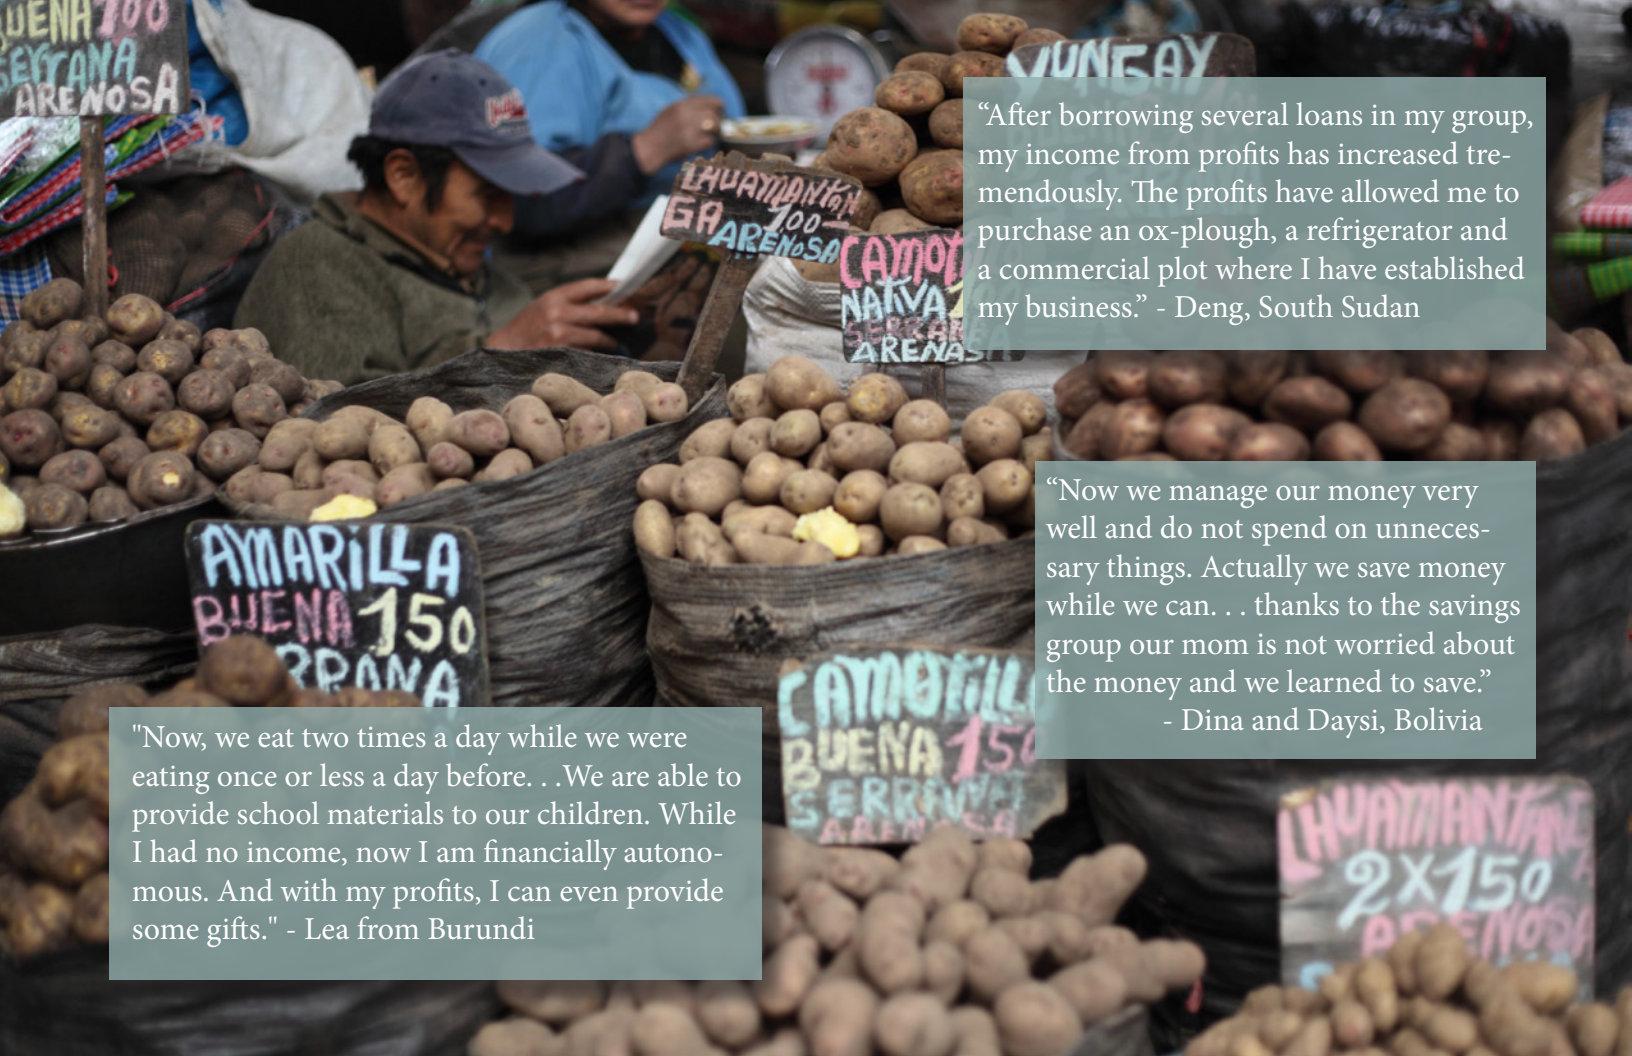 BUENA 100
SERRANA
ARENOSA
YUNGAY
“After borrowing several loans in my group,
my income from profits has increased tre-
mendously. The profits have allowed me to
purchase an ox-plough, a refrigerator and
a commercial plot where I have established
my business.” - Deng, South Sudan
LHUAYMANTAN
GA 100
ARENOSA
NATIVA
ARENAS
“Now we manage our money very
well and do not spend on unneces-
sary things. Actually we save money
while we can. . . thanks to the savings
group our mom is not worried about
the money and we learned to save.”
- Dina and Daysi, Bolivia
AMARiLLA
BUENA 150
CAMOTiLL
BUENA 150
"Now, we eat two times a day while we were
eating once or less a day before. . .We are able to
provide school materials to our children. While
I had no income, now I am financially autono-
mous. And with my profits, I can even provide
some gifts." - Lea from Burundi
2X150
ARENOSA